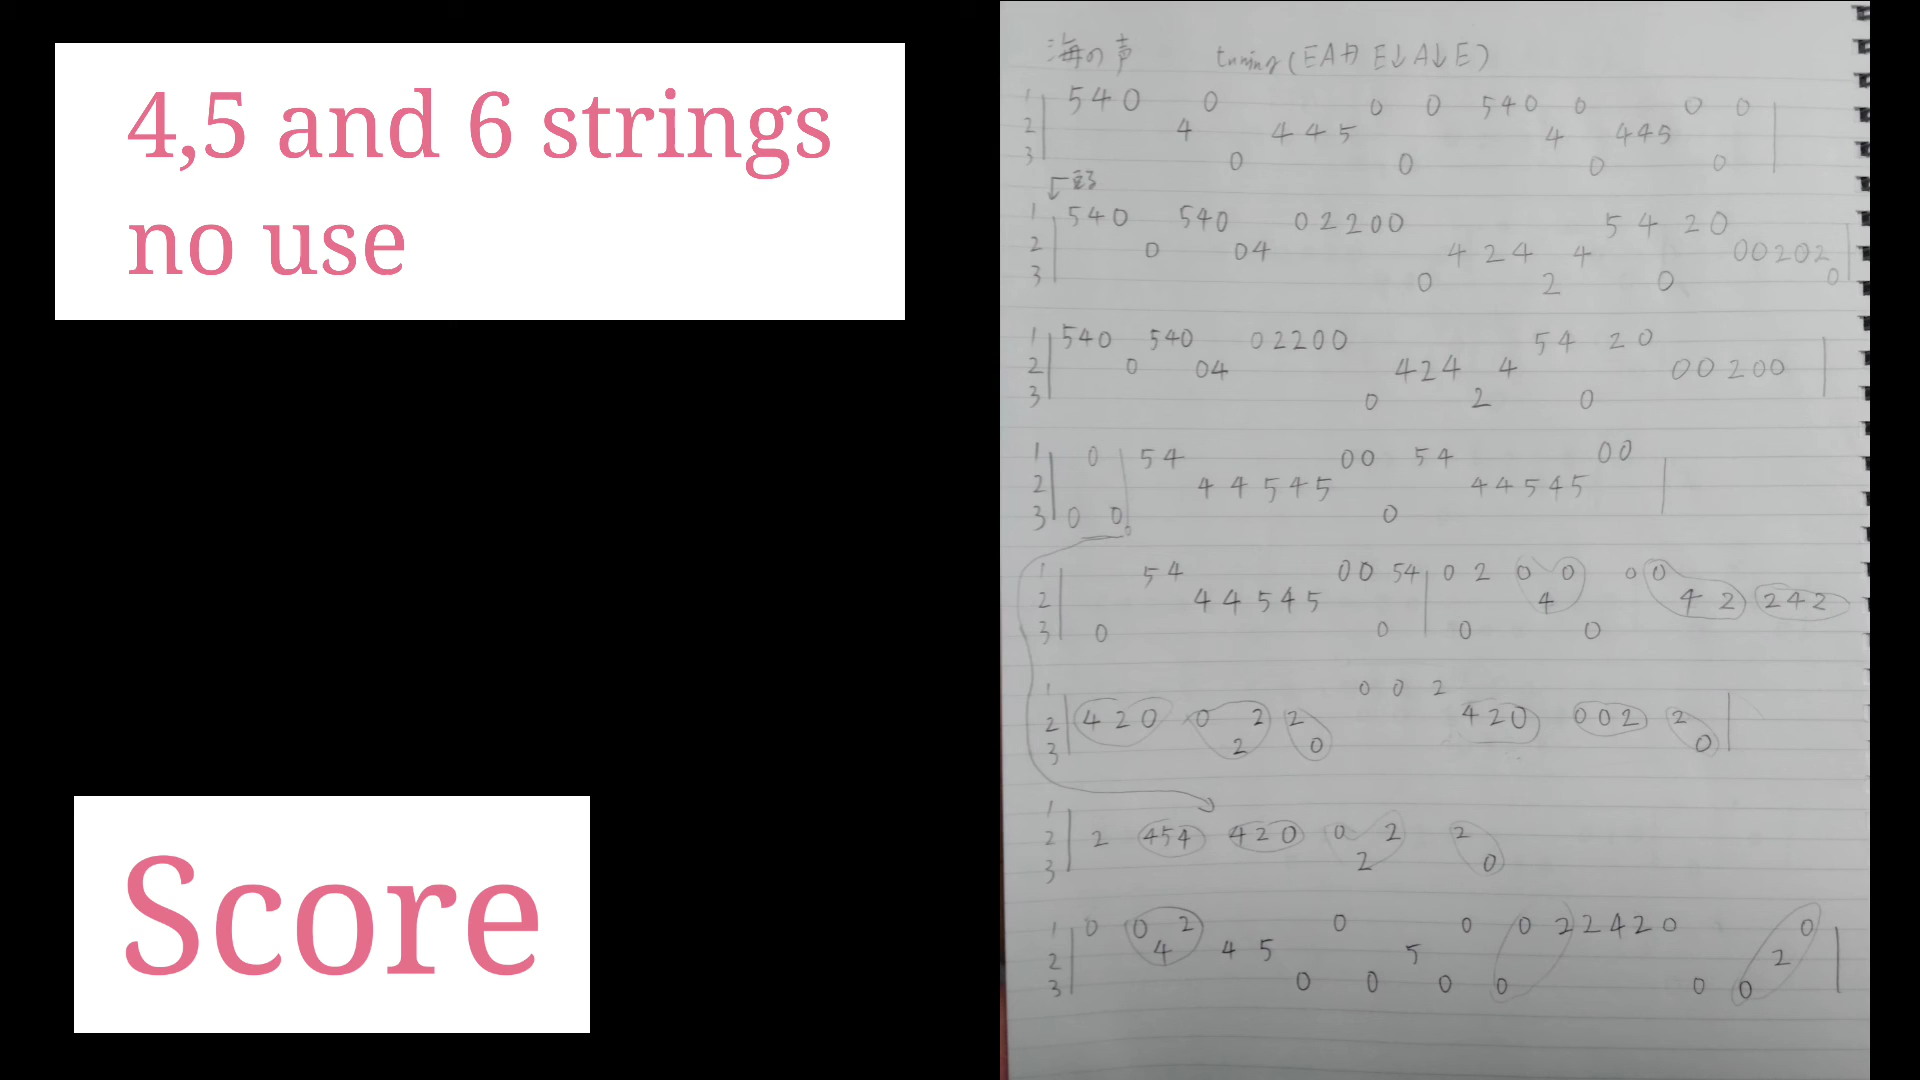 4,5 and 6 strings
no use
Score
海の声 tuning (EA E↓A↓E)
1 540 0 0 0 540 0 0 0
2 4 445 4 445
3 0 0 0 0
1 540 540 02200 54 20
2 0 04 424 4 00202
3 0 2 0 0
1 540 540 02200 54 20
2 0 04 424 4 00200
3 0 2 0
1 0 54 00 54 00
2 44545 44545
3 0 0 0
1 54 00 54 0 2 0 0 0 0
2 44545 4 4 2 242
3 0 0 0 0
1 0 0 2
2 420 0 2 2 420 002 2
3 2 0 0
1
2 2 454 420 0 2 2
3 2 0
1 0 0 2 0 0 0 22420 0
2 4 4 5 5 2
3 0 0 0 0 0 0